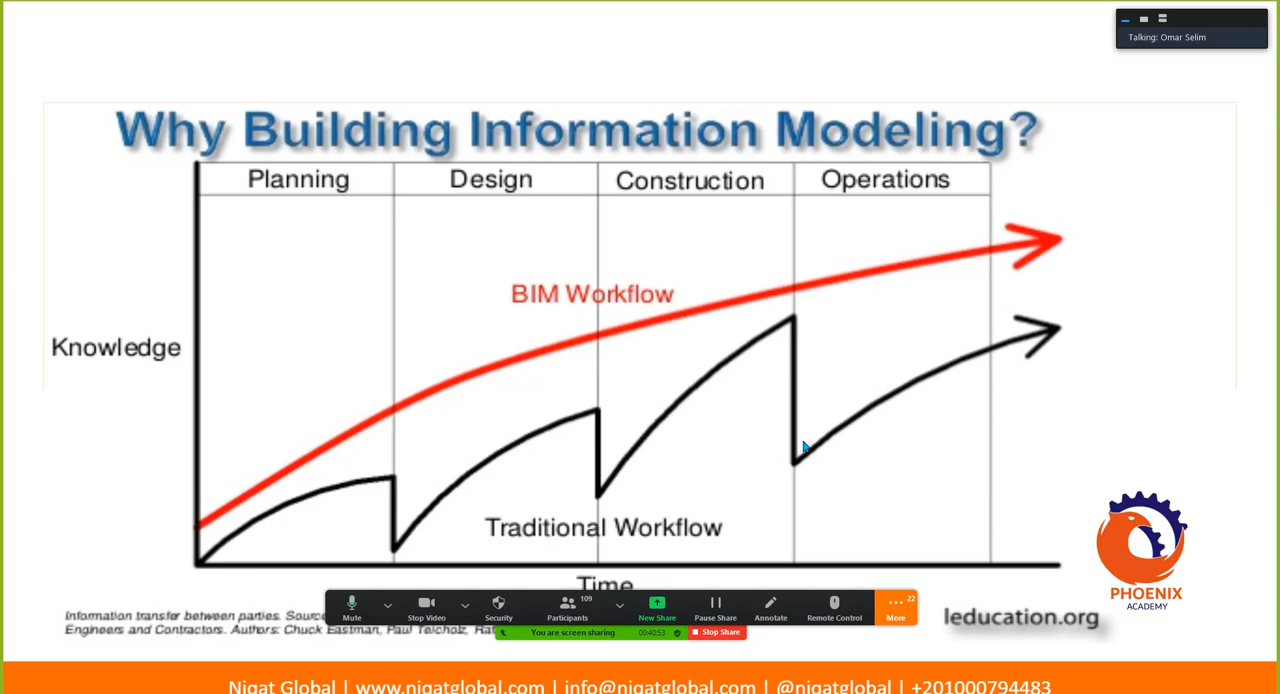 Talking: Omar Selim
Why Building Information Modeling?
Planning Design Construction Operations
BIM Workflow
Knowledge
Traditional Workflow
Time
PHOENIX
ACADEMY
Mute Stop Video Security Participants 109 New Share Pause Share Annotate Remote Control More 22
Information transfer between parties.
Engineers and Contractors. Authors: Chuck Eastman, Paul Teicholz,
You are screen sharing 00:40:53 Stop Share
leducation.org
Nigat Global | www.nigatglobal.com | info@nigatglobal.com | @nigatglobal | +201000794483